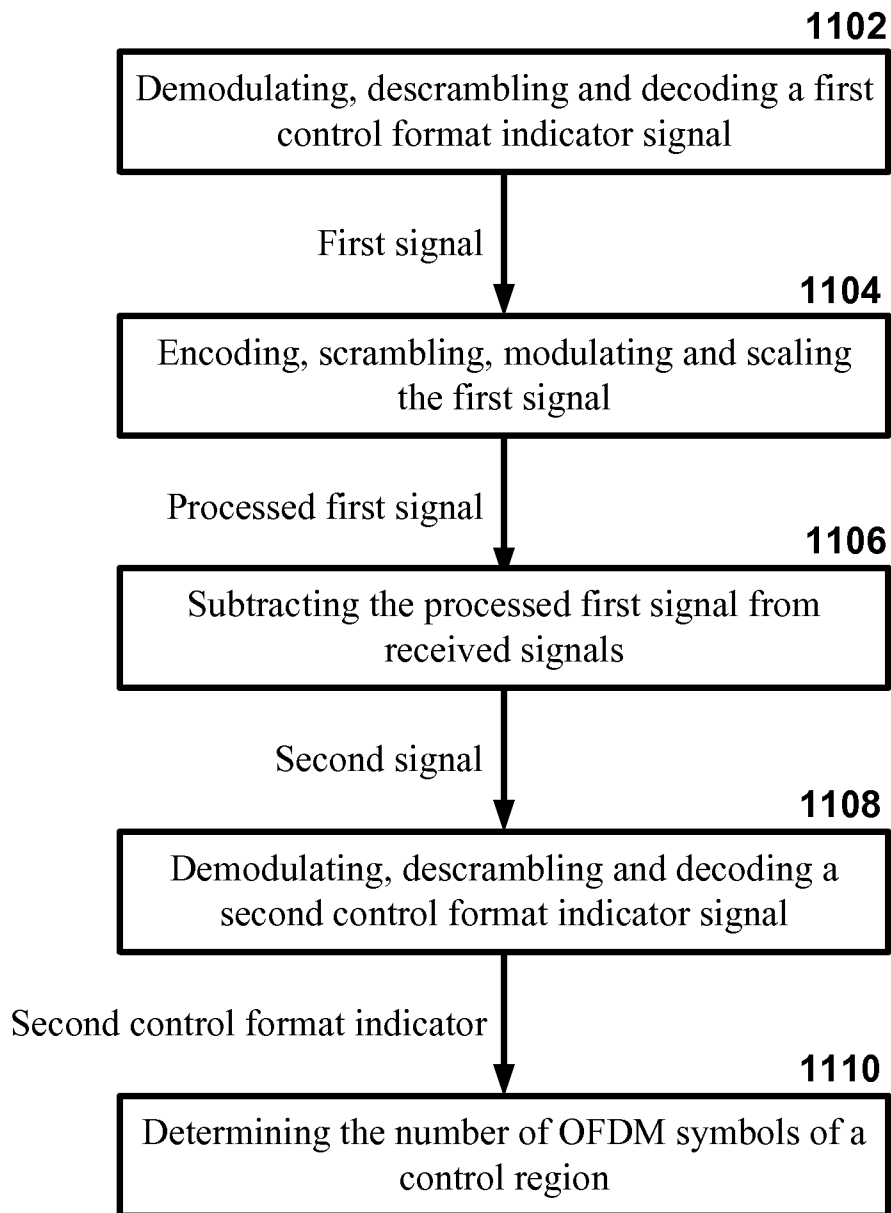 1102
Demodulating, descrambling and decoding a first
control format indicator signal
First signal
1104
Encoding, scrambling, modulating and scaling
the first signal
Processed first signal
1106
Subtracting the processed first signal from
received signals
Second signal
1108
Demodulating, descrambling and decoding a
second control format indicator signal
Second control format indicator
1110
Determining the number of OFDM symbols of a
control region